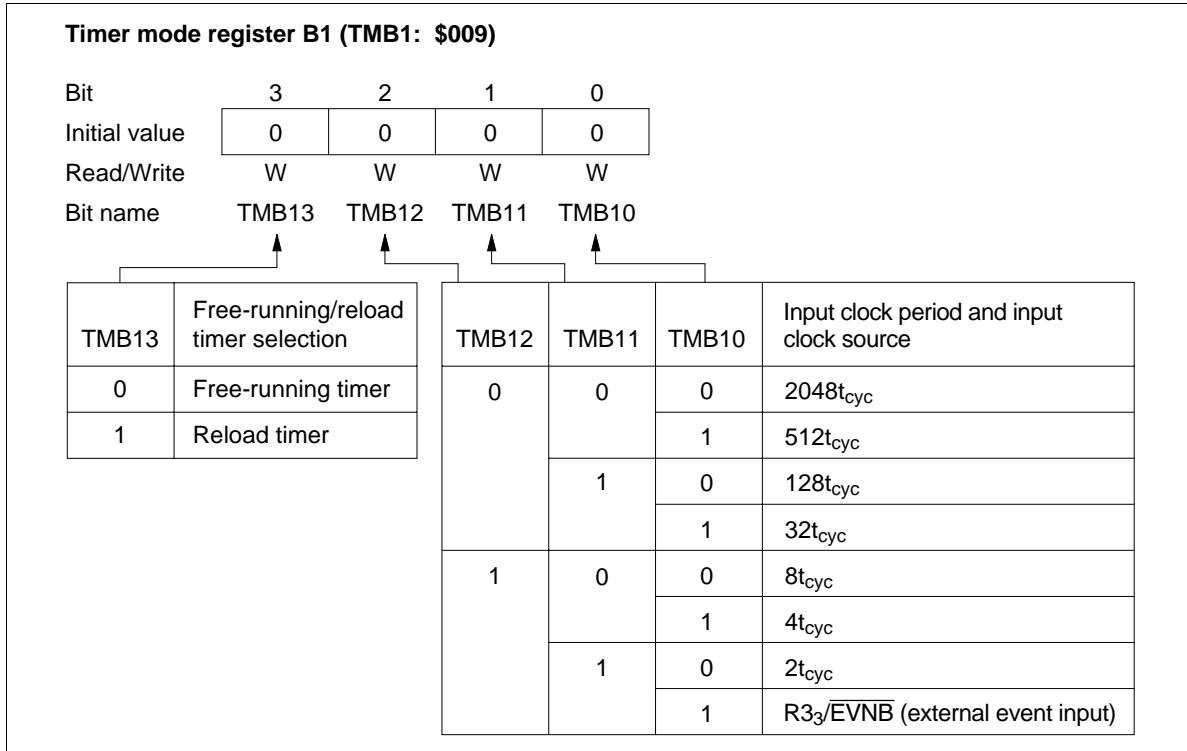 Timer mode register B1 (TMB1: $009)
Bit 3 2 1 0
Initial value 0 0 0 0
Read/Write W W W W
Bit name TMB13 TMB12 TMB11 TMB10
TMB13 Free-running/reload timer selection
0 Free-running timer
1 Reload timer
TMB12 TMB11 TMB10 Input clock period and input clock source
0 0 0 2048tcyc
1 512tcyc
1 0 128tcyc
1 32tcyc
1 0 0 8tcyc
1 4tcyc
1 0 2tcyc
1 R33/EVNB (external event input)